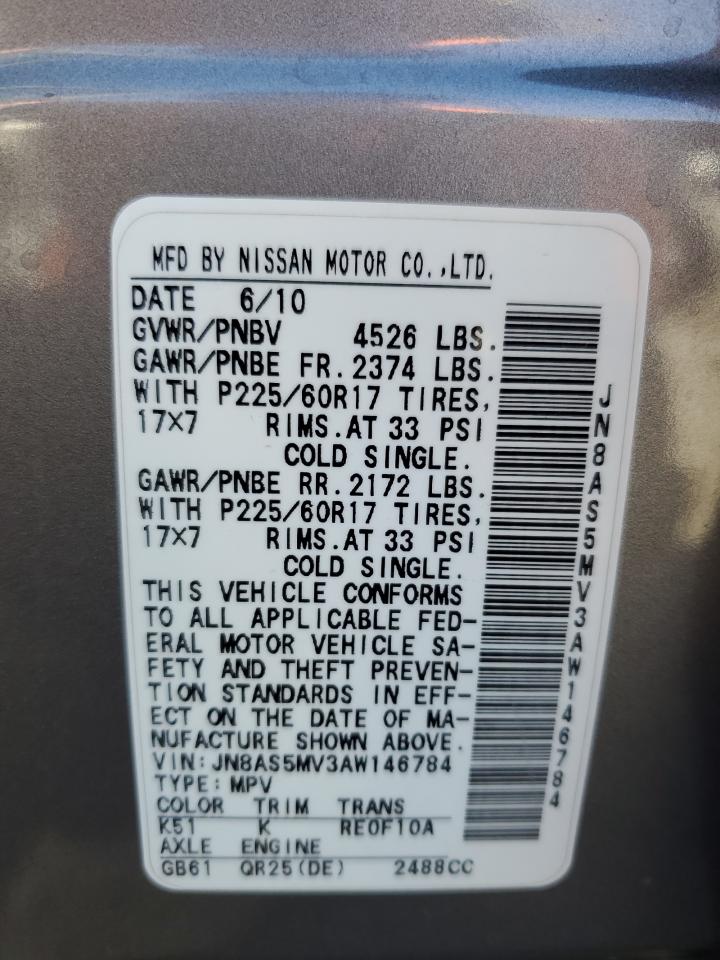 MFD BY NISSAN MOTOR CO.,LTD.
DATE 6/10
GVWR/PNBV 4526 LBS.
GAWR/PNBE FR. 2374 LBS.
WITH P225/60R17 TIRES,
17X7 RIMS.AT 33 PSI
COLD SINGLE.
GAWR/PNBE RR. 2172 LBS.
WITH P225/60R17 TIRES,
17X7 RIMS.AT 33 PSI
COLD SINGLE.
THIS VEHICLE CONFORMS
TO ALL APPLICABLE FED-
ERAL MOTOR VEHICLE SA-
FETY AND THEFT PREVEN-
TION STANDARDS IN EFF-
ECT ON THE DATE OF MA-
NUFACTURE SHOWN ABOVE.
VIN: JN8AS5MV3AW146784
TYPE: MPV
COLOR TRIM TRANS
K51 K RE0F10A
AXLE ENGINE
GB61 QR25(DE) 2488CC
JN8AS5MV3AW146784